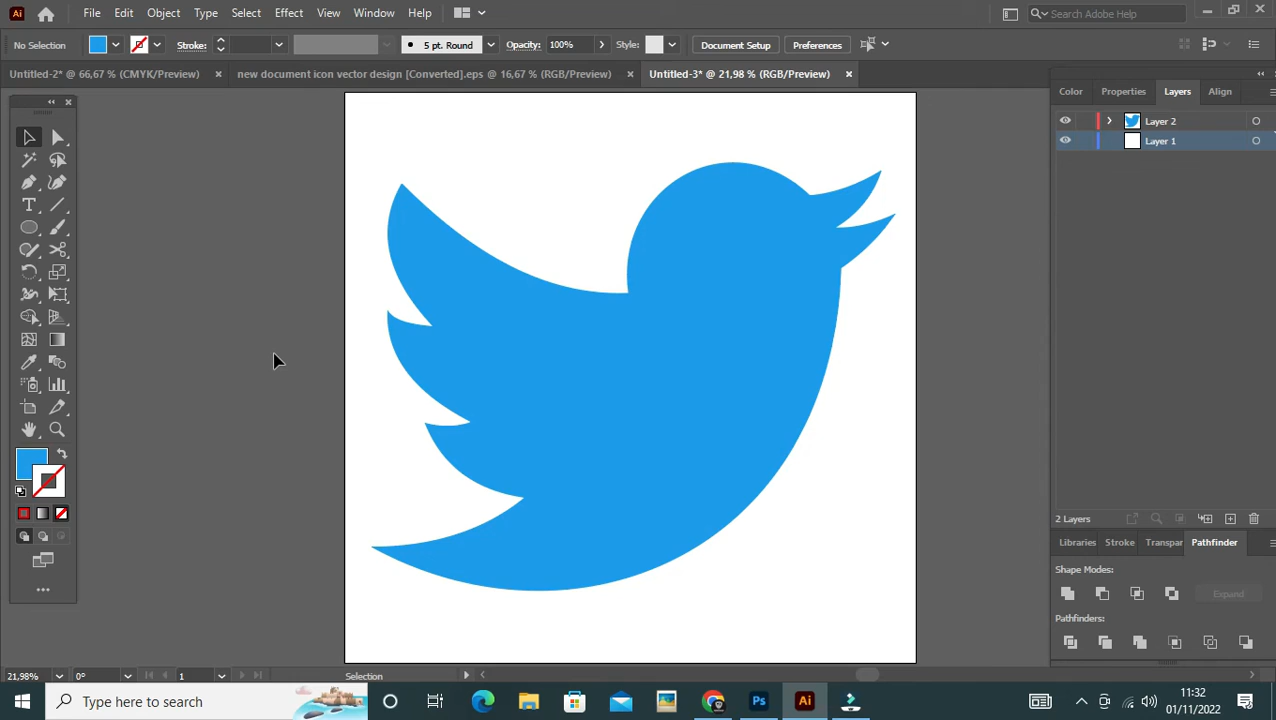 Ai File Edit Object Type Select Effect View Window Help Search Adobe Help
No Selection Stroke: 5 pt. Round Opacity: 100% Style: Document Setup Preferences
Untitled-2* @ 66,67 % (CMYK/Preview) × new document icon vector design [Converted].eps @ 16,67 % (RGB/Preview) × Untitled-3* @ 21,98 % (RGB/Preview) ×
Color Properties Layers Align
Layer 2
Layer 1
2 Layers
Libraries Stroke Transpar Pathfinder
Shape Modes:
Expand
Pathfinders:
21,98% 0° 1 Selection
Type here to search Ps Ai 11:32
01/11/2022